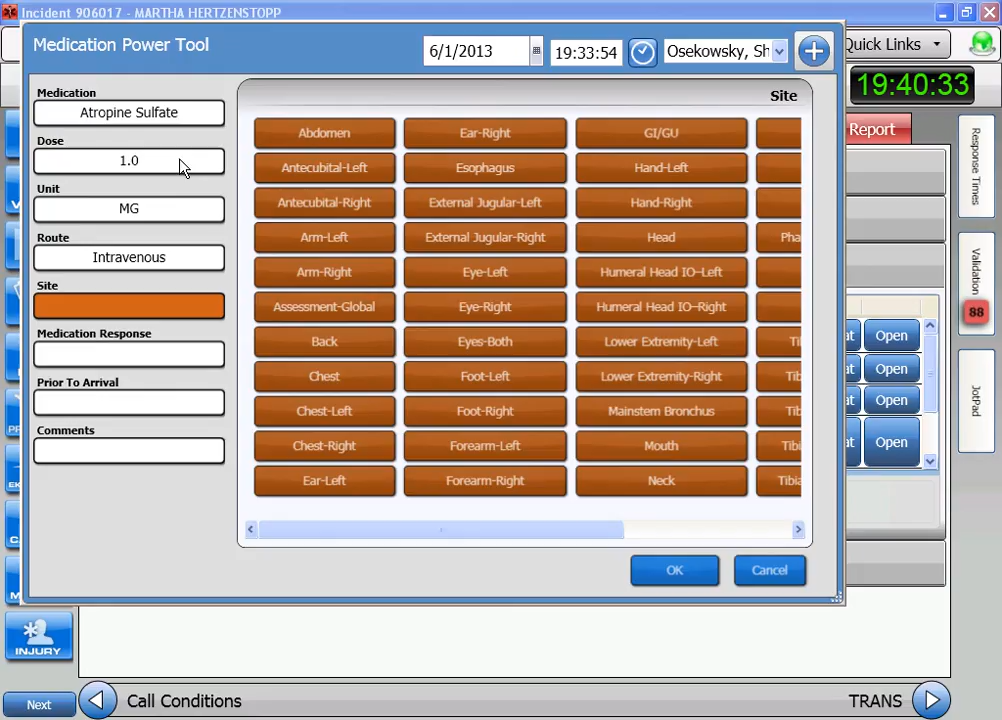 Incident 906017 - MARTHA HERTZENSTOPP
Medication Power Tool
6/1/2013
19:33:54
Osekowsky, Sh
Quick Links
19:40:33
Report
Medication
Atropine Sulfate
Dose
1.0
Unit
MG
Route
Intravenous
Site
Medication Response
Prior To Arrival
Comments
Site
Abdomen
Ear-Right
GI/GU
Antecubital-Left
Esophagus
Hand-Left
Antecubital-Right
External Jugular-Left
Hand-Right
Arm-Left
External Jugular-Right
Head
Pha
Arm-Right
Eye-Left
Humeral Head IO-Left
Assessment-Global
Eye-Right
Humeral Head IO-Right
Back
Eyes-Both
Lower Extremity-Left
Chest
Foot-Left
Lower Extremity-Right
Tib
Chest-Left
Foot-Right
Mainstem Bronchus
Tib
Chest-Right
Forearm-Left
Mouth
Ear-Left
Forearm-Right
Neck
Tibia
OK
Cancel
Open
Open
Open
Open
Response Times
Validation
88
JotPad
INJURY
Next
Call Conditions
TRANS